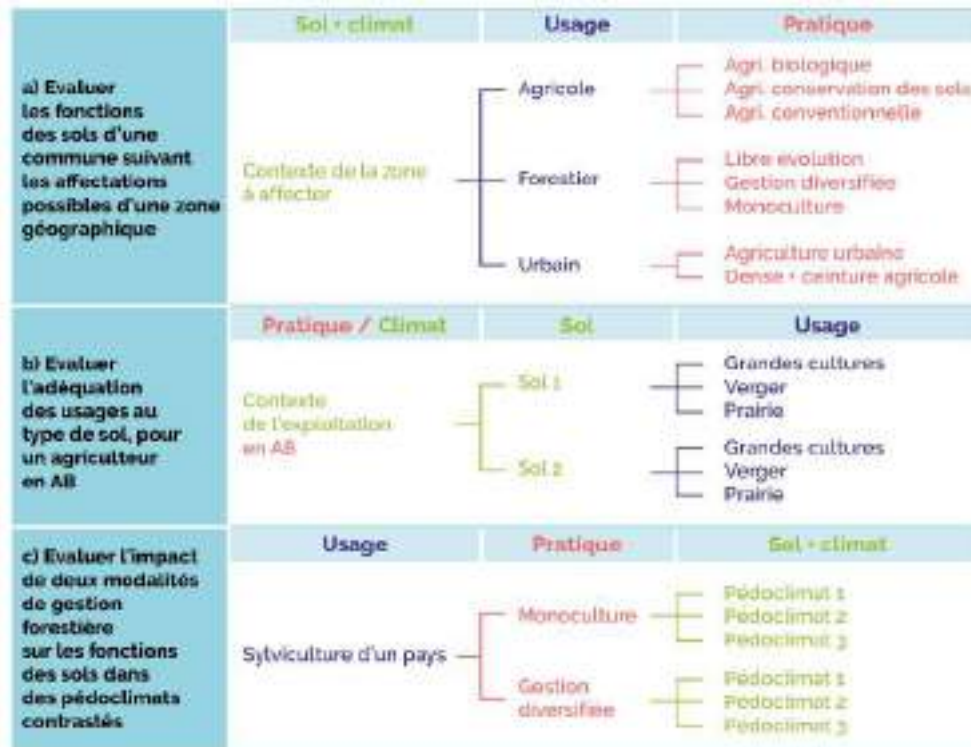 Sol + climat
Usage
Pratique
a) Evaluer
les fonctions
des sols d'une
commune suivant
les affectations
possibles d'une zone
géographique
Contexte de la zone
à affecter
Agricole
Agri. biologique
Agri. conservation des sols
Agri. conventionnelle
Forestier
Libre évolution
Gestion diversifiée
Monoculture
Urbain
Agriculture urbaine
Dense + ceinture agricole
Pratique / Climat
Sol
Usage
b) Evaluer
l'adéquation
des usages au
type de sol, pour
un agriculteur
en AB
Contexte
de l'exploitation
en AB
Sol 1
Grandes cultures
Verger
Prairie
Sol 2
Grandes cultures
Verger
Prairie
Usage
Pratique
Sol + climat
c) Evaluer l'impact
de deux modalités
de gestion
forestière
sur les fonctions
des sols dans
des pédoclimats
contrastés
Sylviculture d'un pays
Monoculture
Pédoclimat 1
Pédoclimat 2
Pédoclimat 3
Gestion
diversifiée
Pédoclimat 1
Pédoclimat 2
Pédoclimat 3